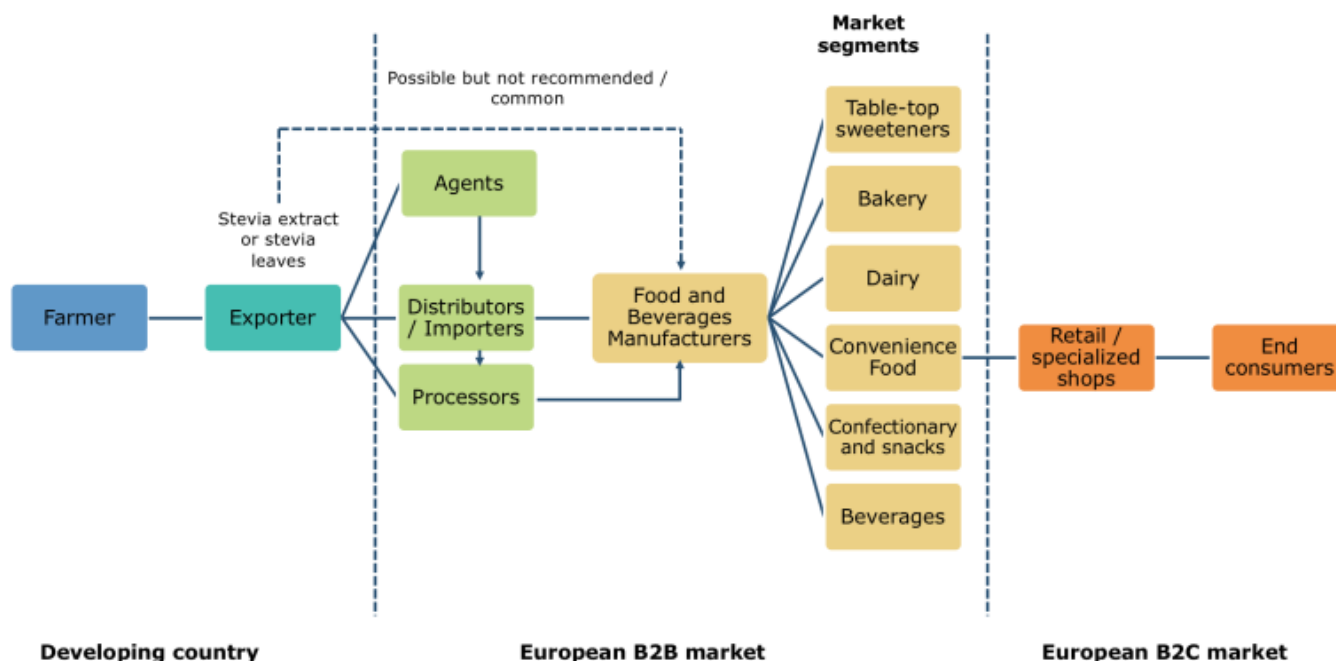 Market
segments
Possible but not recommended /
common
Table-top
sweeteners
Agents
Bakery
Stevia extract
or stevia
leaves
Dairy
Farmer
Exporter
Distributors
/ Importers
Food and
Beverages
Manufacturers
Convenience
Food
Retail /
specialized
shops
End
consumers
Processors
Confectionary
and snacks
Beverages
Developing country
European B2B market
European B2C market